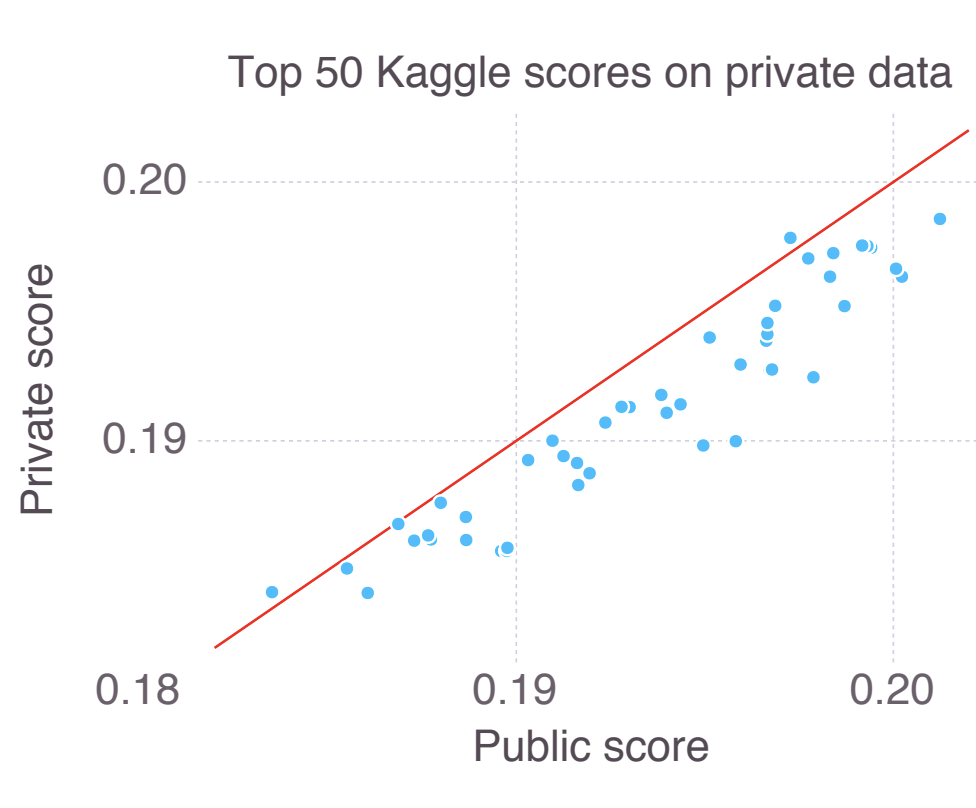 Top 50 Kaggle scores on private data
0.20
0.19
Private score
0.18
0.19
0.20
Public score